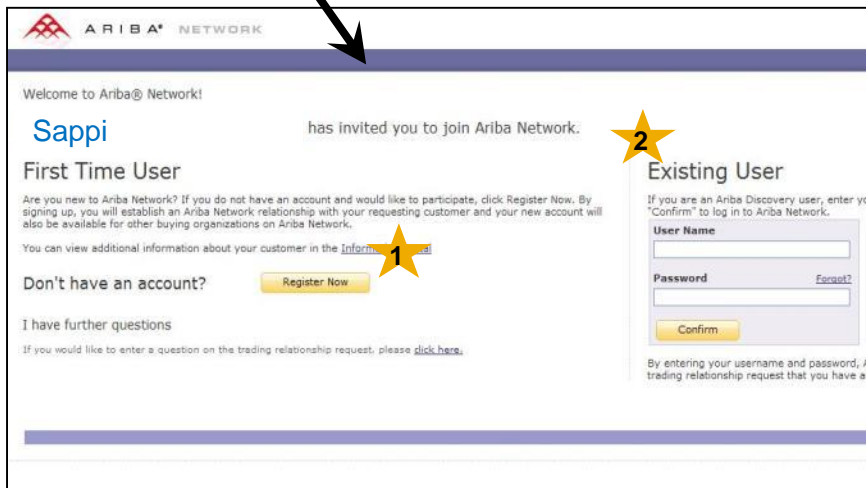 ARIBA® NETWORK
Welcome to Ariba® Network!
Sappi has invited you to join Ariba Network.
First Time User
Are you new to Ariba Network? If you do not have an account and would like to participate, click Register Now. By
signing up, you will establish an Ariba Network relationship with your requesting customer and your new account will
also be available for other buying organizations on Ariba Network.
You can view additional information about your customer in the
1
Don't have an account? Register Now
I have further questions
If you would like to enter a question on the trading relationship request, please click here.
2
Existing User
If you are an Ariba Discovery user, enter
"Confirm" to log in to Ariba Network.
User Name
Password Forgot?
Confirm
By entering your username and password,
trading relationship request that you have